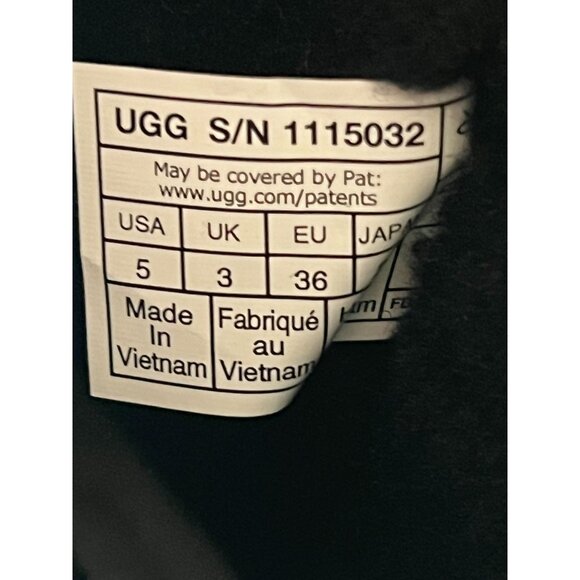 UGG S/N 1115032
May be covered by Pat:
www.ugg.com/patents
USA UK EU JAPA
5 3 36
Made
In
Vietnam
Fabriqué
au
Vietnam